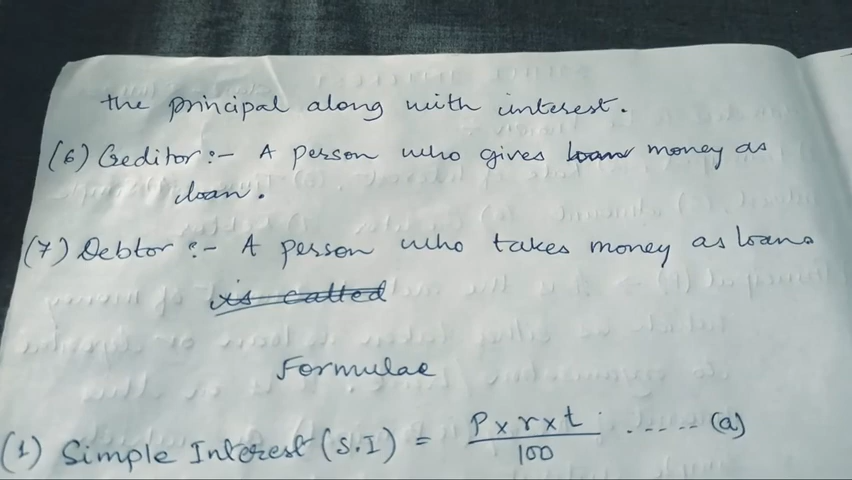 the principal along with interest.
(6) Creditor :- A person who gives loans money as
loan.
(7) Debtor :- A person who takes money as loans
is called
Formulae
(1) Simple Interest (S.I) = P x r x t / 100 ..... (a)